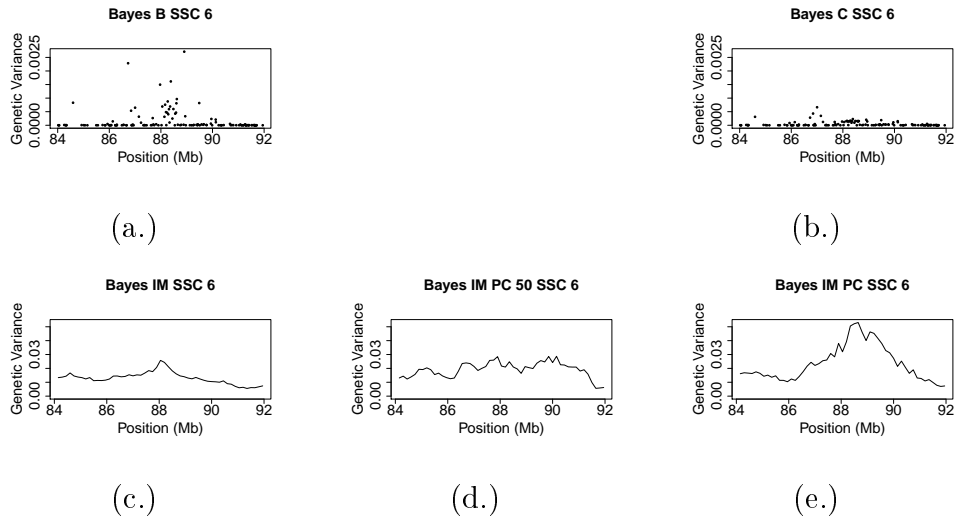 Bayes B SSC 6
Genetic Variance
0.0000 0.0025
84 86 88 90 92
Position (Mb)
(a.)
Bayes C SSC 6
Genetic Variance
0.0000 0.0025
84 86 88 90 92
Position (Mb)
(b.)
Bayes IM SSC 6
Genetic Variance
0.00 0.03
84 86 88 90 92
Position (Mb)
(c.)
Bayes IM PC 50 SSC 6
Genetic Variance
0.00 0.03
84 86 88 90 92
Position (Mb)
(d.)
Bayes IM PC SSC 6
Genetic Variance
0.00 0.03
84 86 88 90 92
Position (Mb)
(e.)